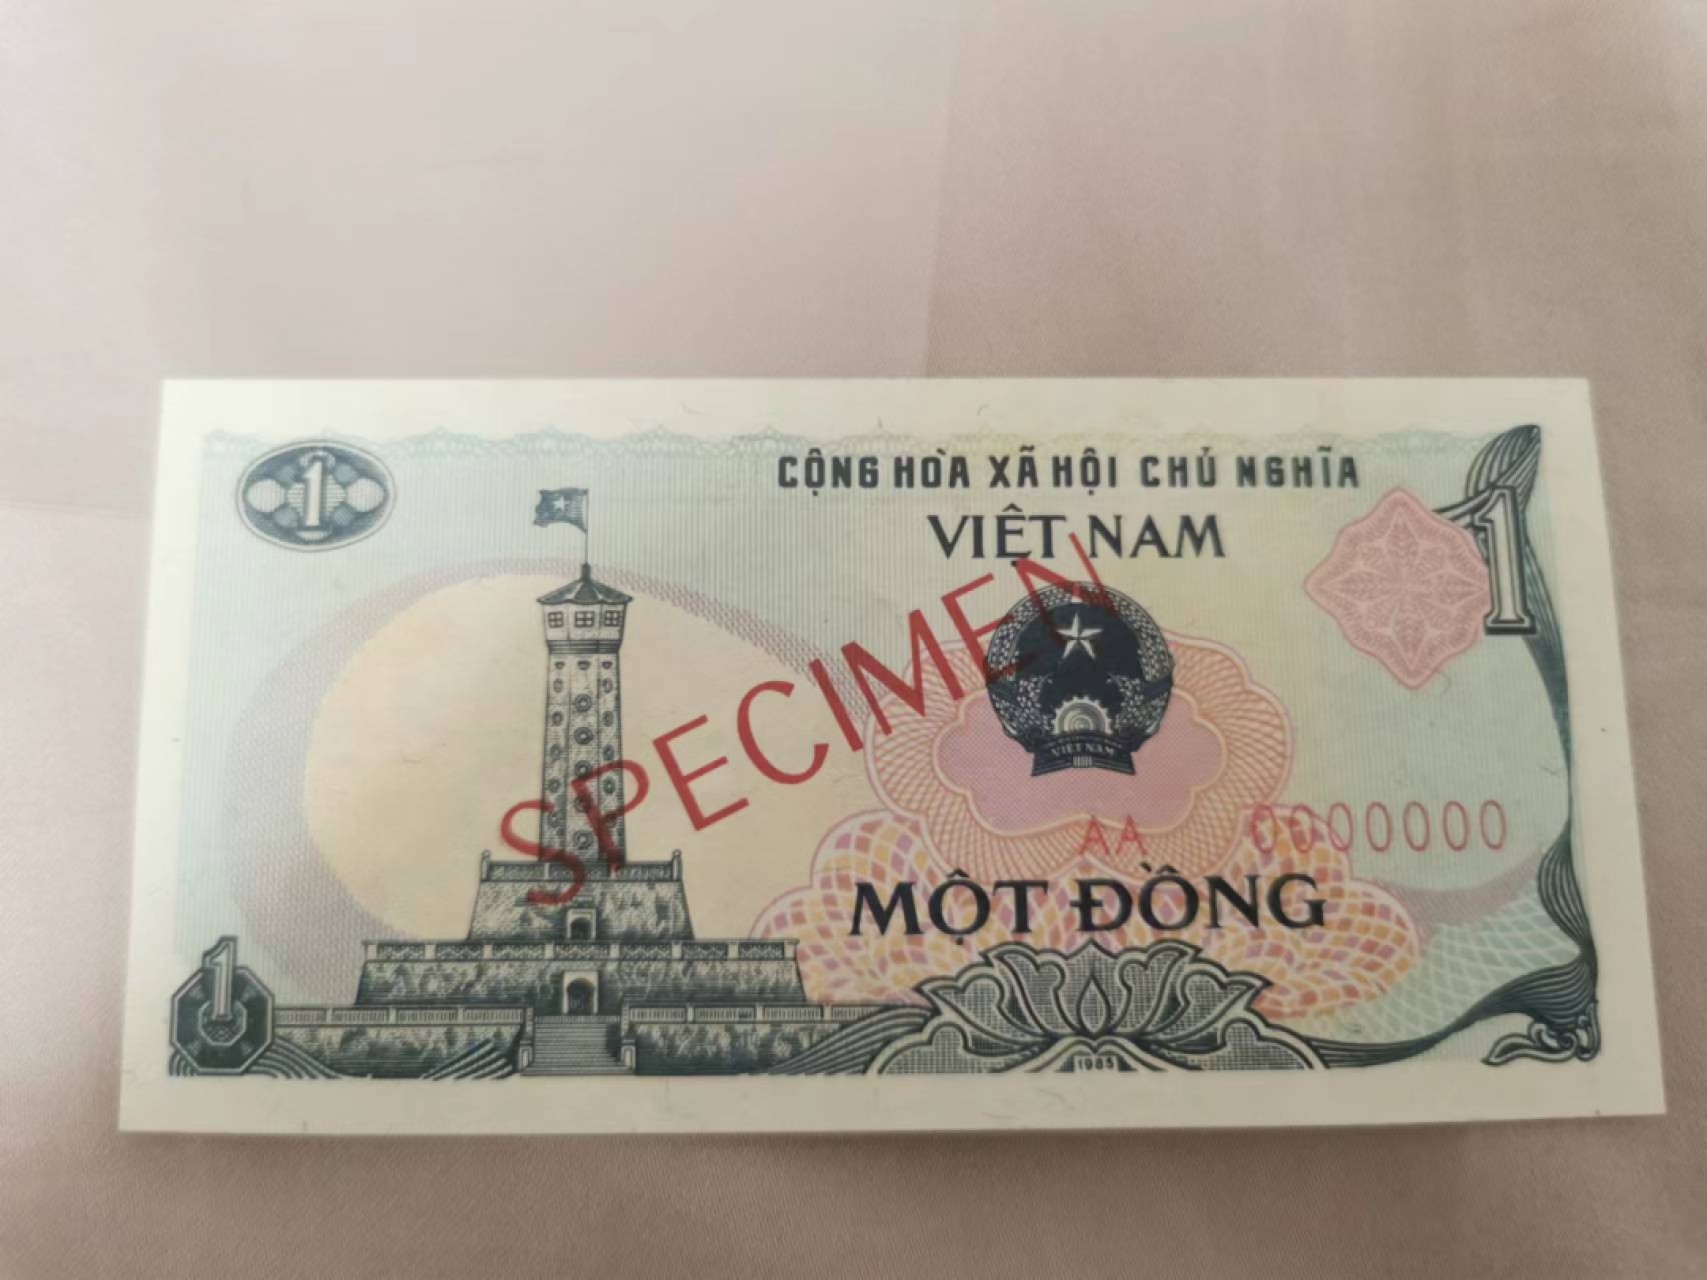 1
CỘNG HÒA XÃ HỘI CHỦ NGHĨA
VIỆT NAM
1
SPECIMEN
VIỆT NAM
AA 0000000
MỘT ĐỒNG
1
1985